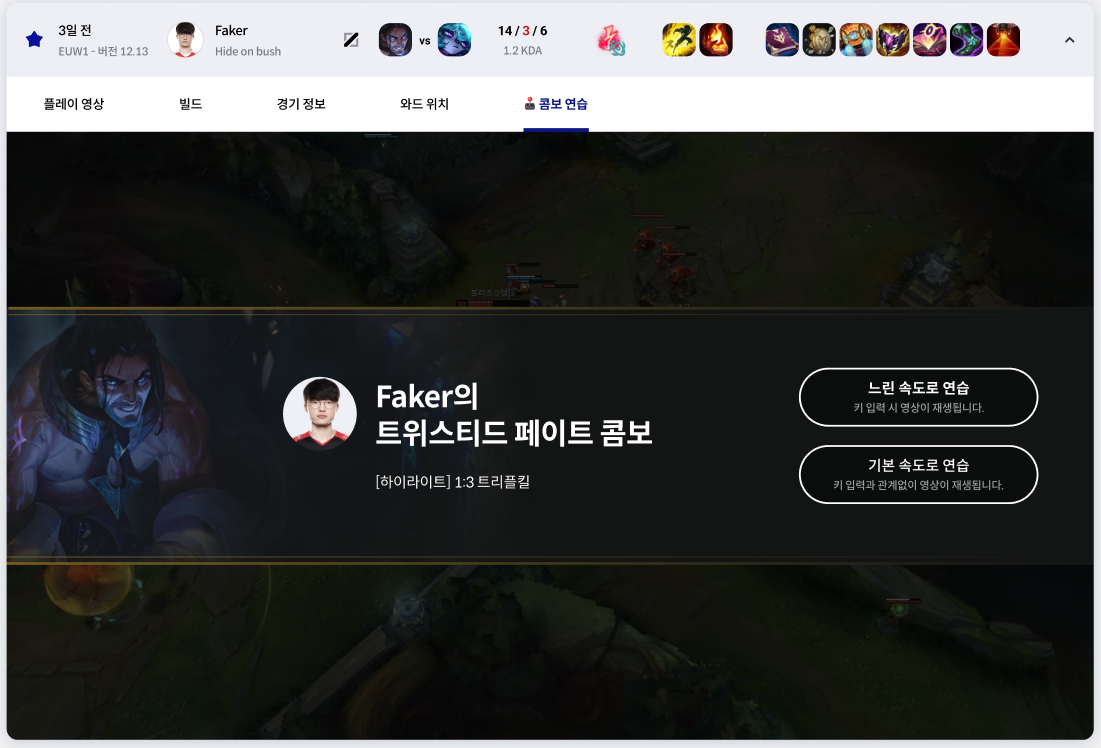 3일 전
EUW1 - 버전 12.13
Faker
Hide on bush
vs
14 / 3 / 6
1.2 KDA
플레이 영상
빌드
경기 정보
와드 위치
콤보 연습
Faker의
트위스티드 페이트 콤보
[하이라이트] 1:3 트리플킬
느린 속도로 연습
키 입력 시 영상이 재생됩니다.
기본 속도로 연습
키 입력과 관계없이 영상이 재생됩니다.